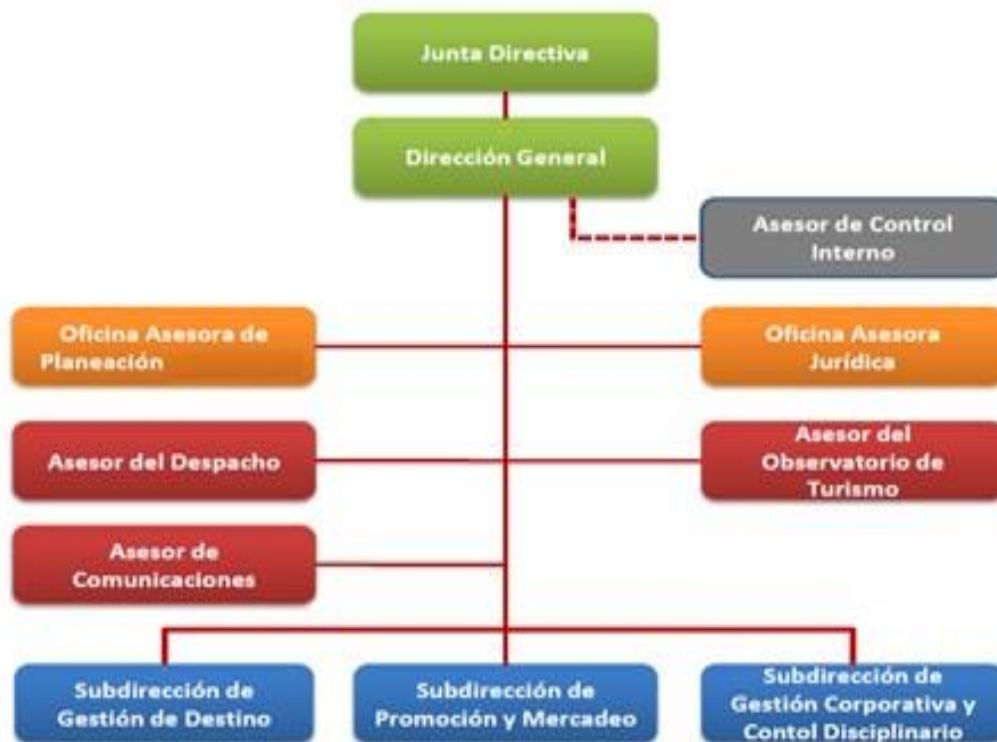 Junta Directiva
Dirección General
Asesor de Control
Interno
Oficina Asesora de
Planeación
Oficina Asesora
Jurídica
Asesor del Despacho
Asesor del
Observatorio de
Turismo
Asesor de
Comunicaciones
Subdirección de
Gestión de Destino
Subdirección de
Promoción y Mercadeo
Subdirección de
Gestión Corporativa y
Contol Disciplinario